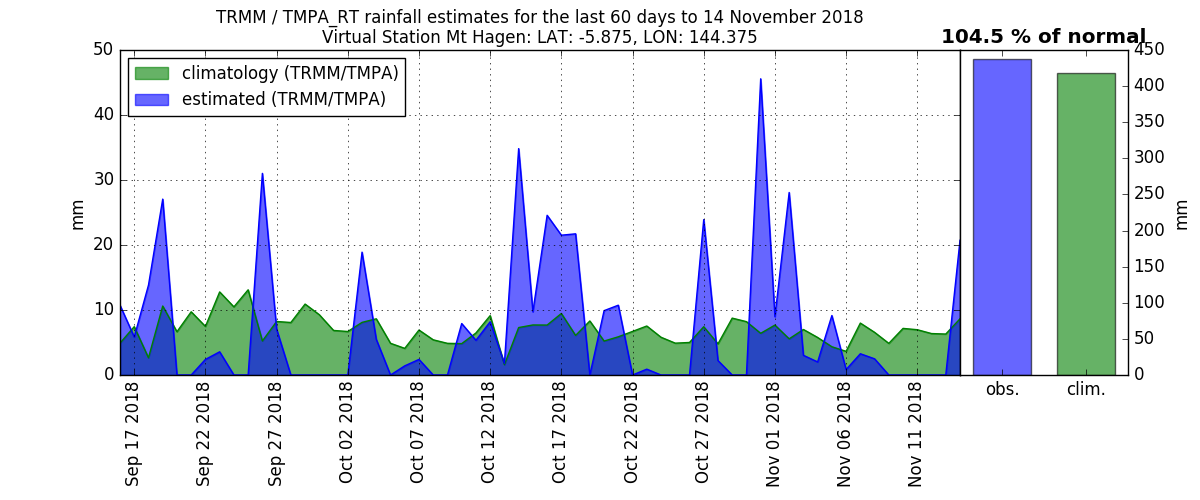 TRMM / TMPA_RT rainfall estimates for the last 60 days to 14 November 2018
Virtual Station Mt Hagen: LAT: -5.875, LON: 144.375
104.5 % of normal
climatology (TRMM/TMPA)
estimated (TRMM/TMPA)
50
40
30
20
10
0
mm
Sep 17 2018
Sep 22 2018
Sep 27 2018
Oct 02 2018
Oct 07 2018
Oct 12 2018
Oct 17 2018
Oct 22 2018
Oct 27 2018
Nov 01 2018
Nov 06 2018
Nov 11 2018
obs.
clim.
450
400
350
300
250
200
150
100
50
0
mm